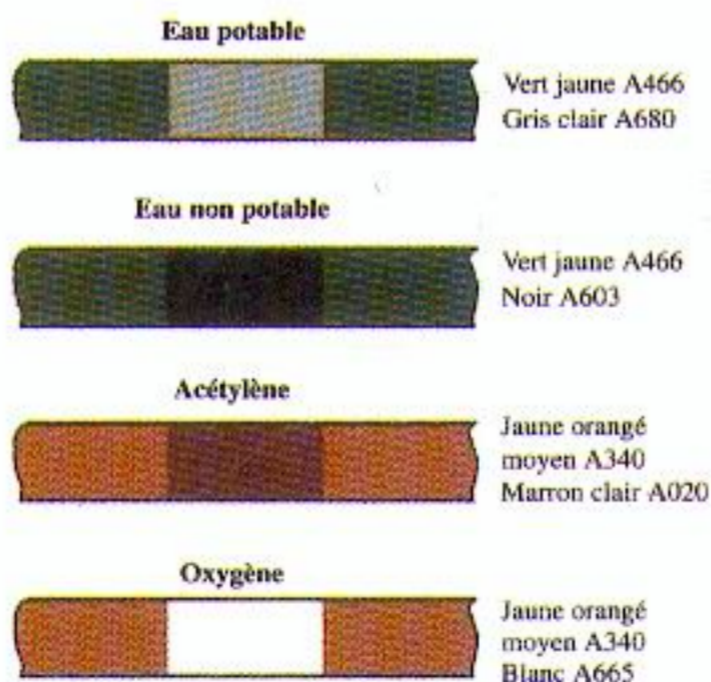 Eau potable
Vert jaune A466
Gris clair A680
Eau non potable
Vert jaune A466
Noir A603
Acétylène
Jaune orangé
moyen A340
Marron clair A020
Oxygène
Jaune orangé
moyen A340
Blanc A665